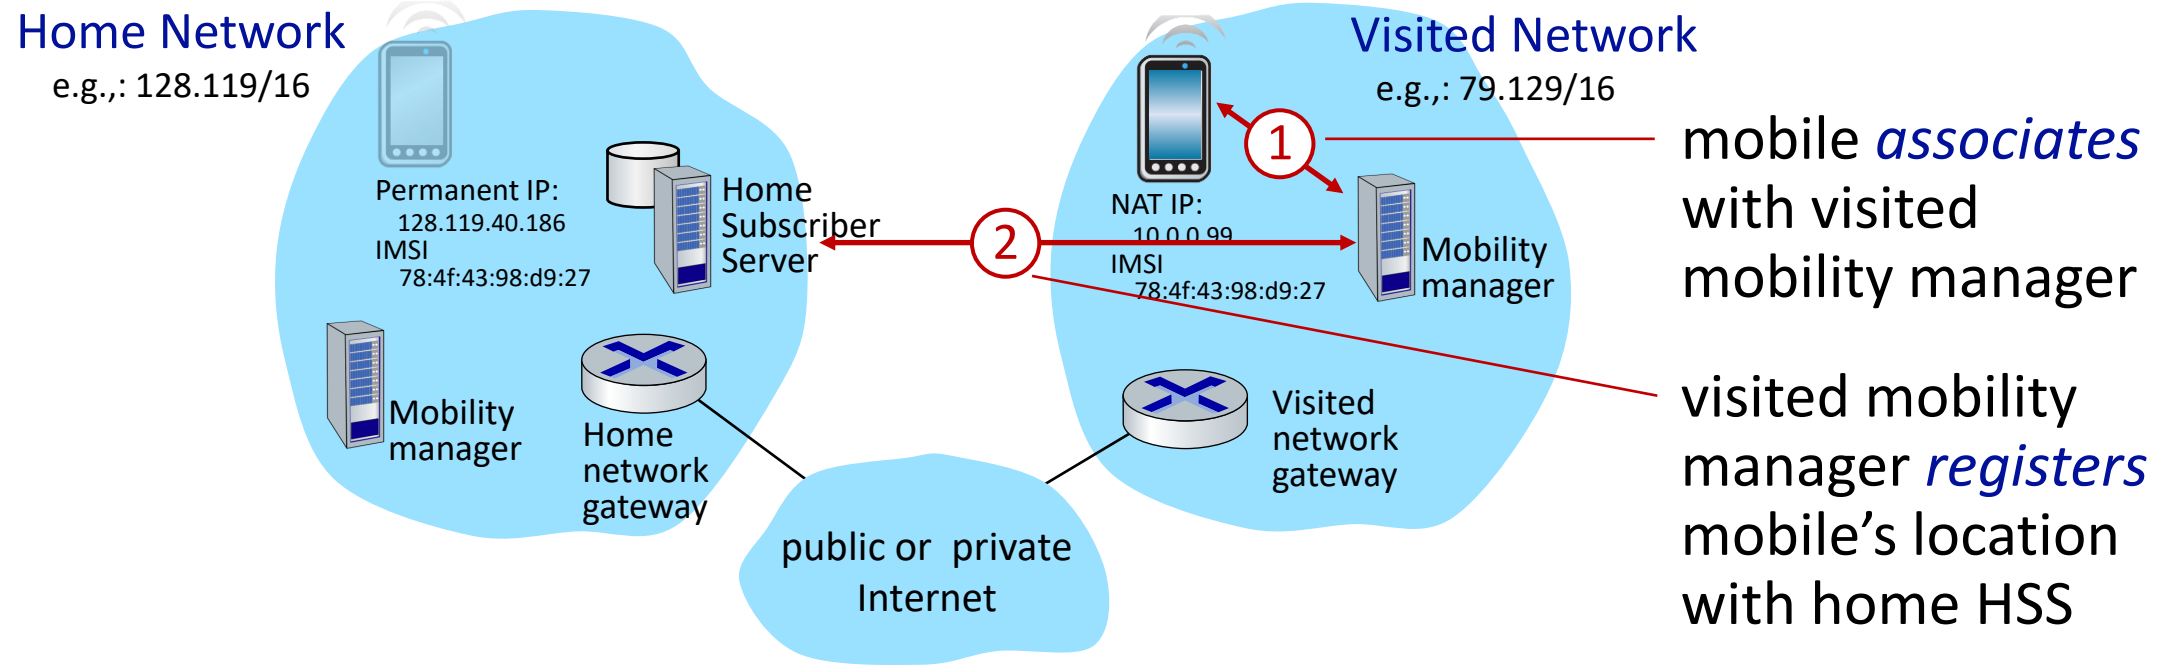 Home Network
e.g.,: 128.119/16
Permanent IP:
128.119.40.186
IMSI
78:4f:43:98:d9:27
Home
Subscriber
Server
Mobility
manager
Home
network
gateway
public or private
Internet
Visited Network
e.g.,: 79.129/16
1
2
NAT IP:
10.0.0.99
IMSI
78:4f:43:98:d9:27
Mobility
manager
Visited
network
gateway
mobile associates
with visited
mobility manager
visited mobility
manager registers
mobile’s location
with home HSS